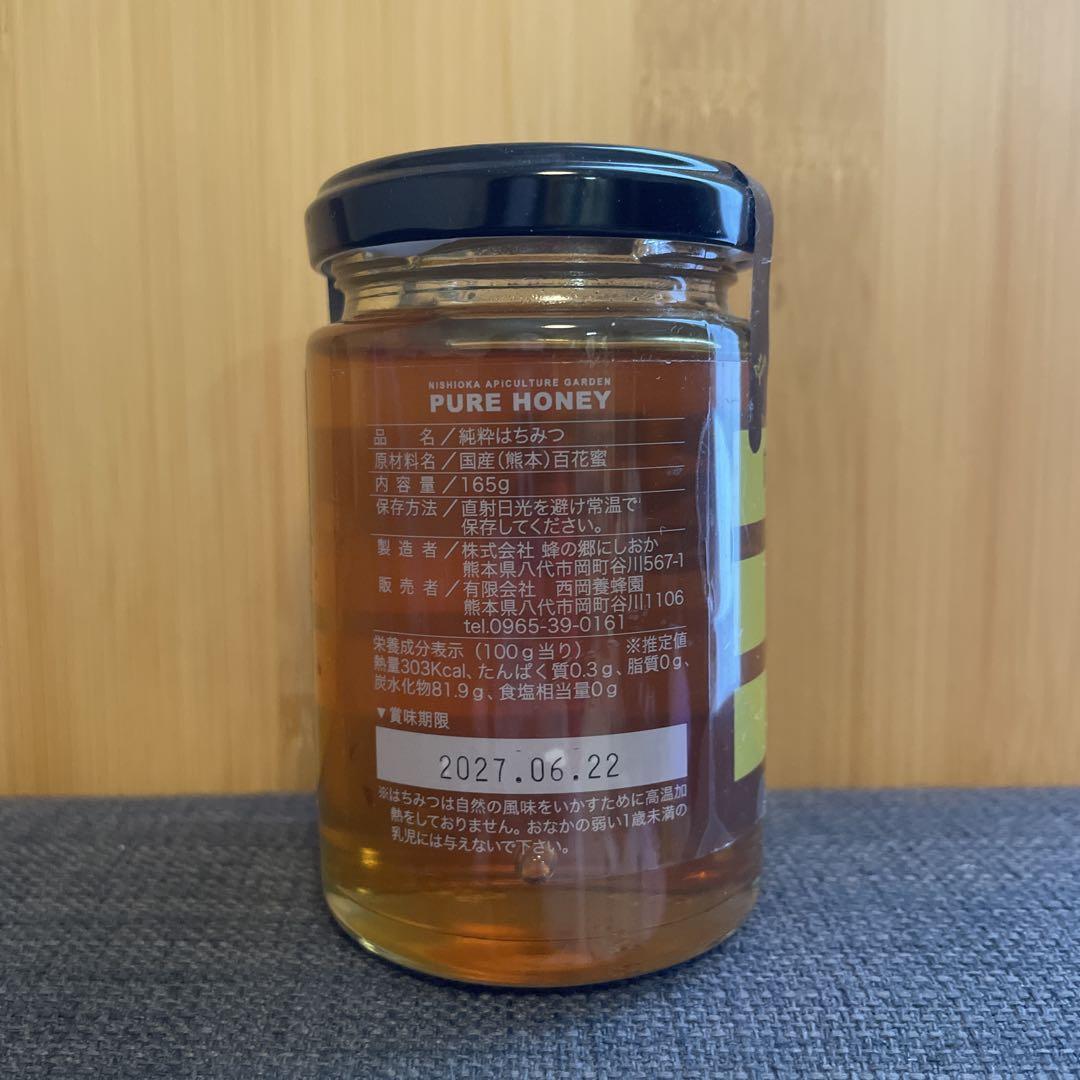 NISHIOKA APICULTURE GARDEN
PURE HONEY
品名／純粋はちみつ
原材料名／国産（熊本）百花蜜
内容量／165g
保存方法／直射日光を避け常温で
保存してください。
製造者／株式会社 蜂の郷にしおか
熊本県八代市岡町谷川567-1
販売者／有限会社 西岡養蜂園
熊本県八代市岡町谷川1106
tel.0965-39-0161
栄養成分表示（100g当り） ※推定値
熱量303Kcal、たんぱく質0.3g、脂質0g、
炭水化物81.9g、食塩相当量0g
▼賞味期限
2027.06.22
※はちみつは自然の風味をいかすために高温加
熱をしておりません。おなかの弱い1歳未満の
乳児には与えないで下さい。